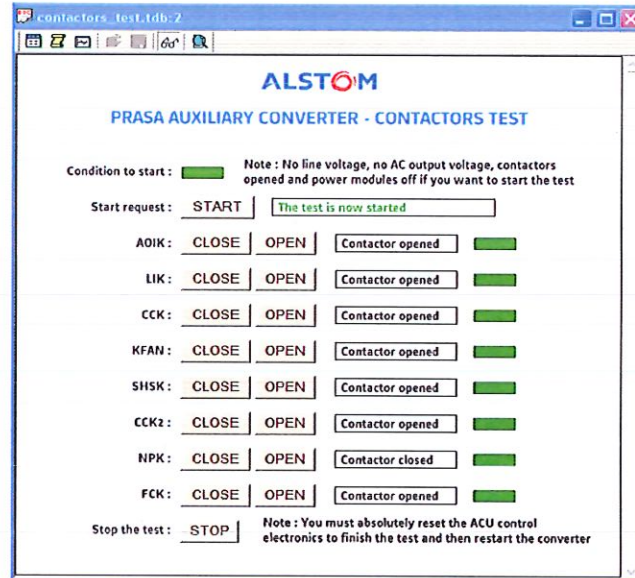 contactors_test.tdb:2
ALSTOM
PRASA AUXILIARY CONVERTER - CONTACTORS TEST
Condition to start : Note : No line voltage, no AC output voltage, contactors
opened and power modules off if you want to start the test
Start request : START The test is now started
AOIK : CLOSE OPEN Contactor opened
LIK : CLOSE OPEN Contactor opened
CCK : CLOSE OPEN Contactor opened
KFAN : CLOSE OPEN Contactor opened
SHSK : CLOSE OPEN Contactor opened
CCK2 : CLOSE OPEN Contactor opened
NPK : CLOSE OPEN Contactor closed
FCK : CLOSE OPEN Contactor opened
Stop the test : STOP Note : You must absolutely reset the ACU control
electronics to finish the test and then restart the converter